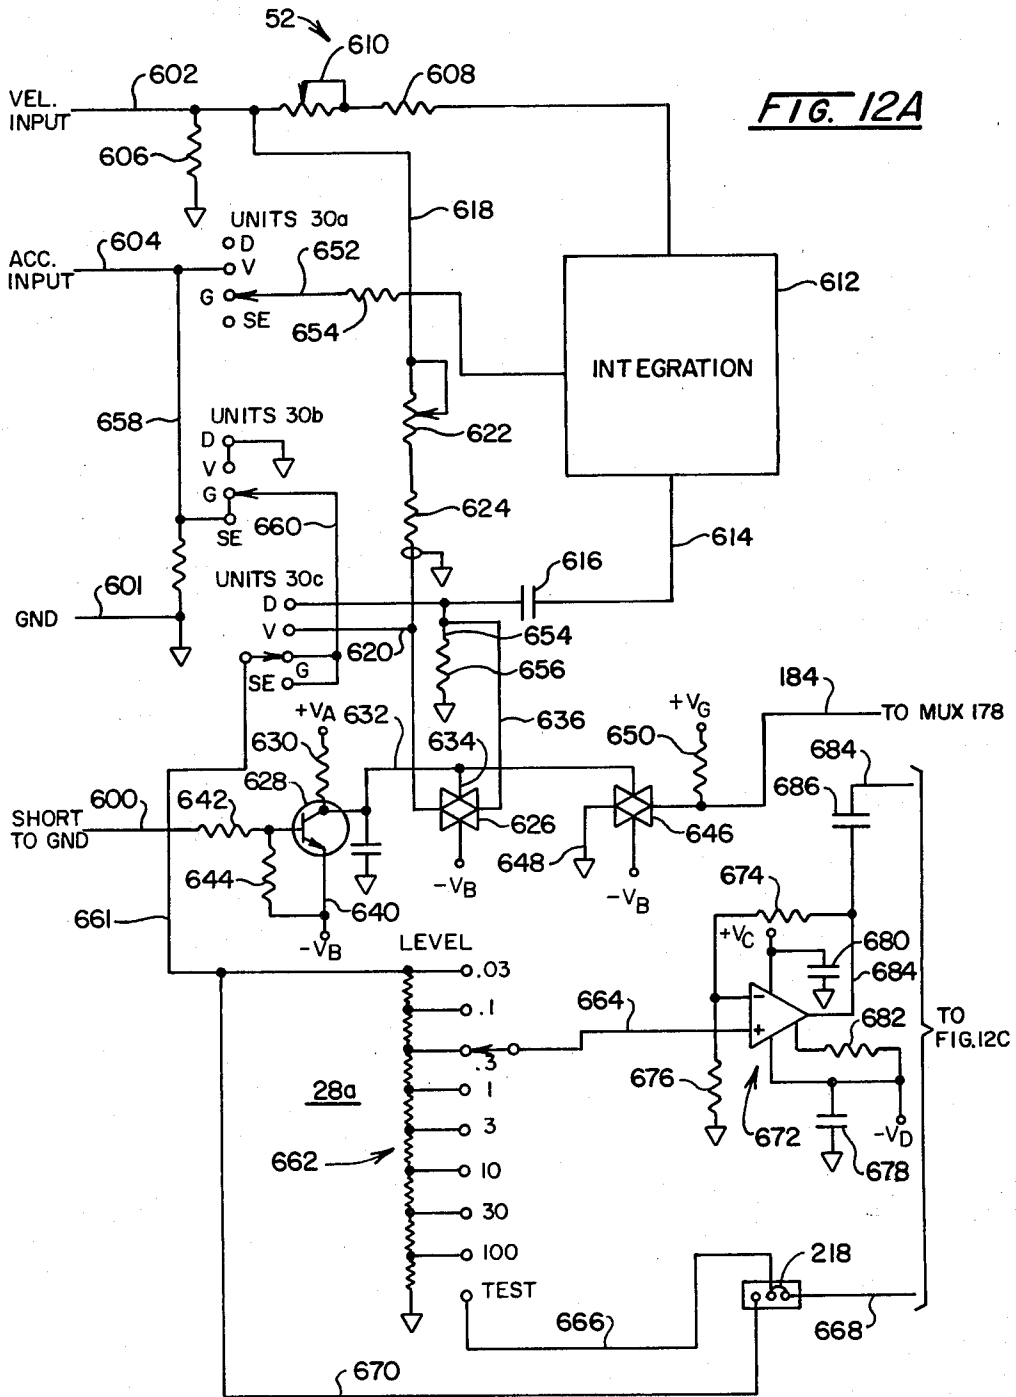 52
610
602
608
VEL.
INPUT
FIG. 12A
606
618
UNITS 30a
D
604
ACC.
INPUT
V
652
612
G
SE
654
INTEGRATION
658
UNITS 30b
D
622
V
G
624
660
SE
614
616
UNITS 30c
601
D
GND
V
654
620
656
G
184
SE
+VA
632
636
+VG
TO MUX 178
630
634
650
684
628
686
600
642
SHORT
TO GND
626
646
648
644
-VB
-VB
674
661
640
-VB
+VC
LEVEL
680
.03
684
664
.1
-
682
TO
FIG.12C
+
.3
676
28a
1
3
672
-VD
662
678
10
30
218
100
TEST
666
668
670